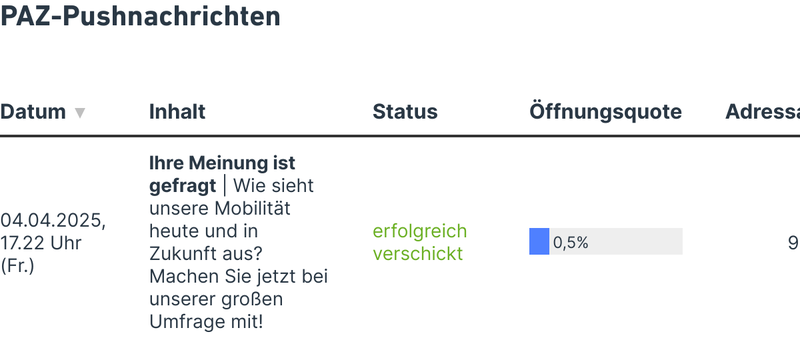 PAZ-Pushnachrichten
Datum ▼ Inhalt Status Öffnungsquote Adressa
04.04.2025,
17.22 Uhr
(Fr.)
Ihre Meinung ist
gefragt | Wie sieht
unsere Mobilität
heute und in
Zukunft aus?
Machen Sie jetzt bei
unserer großen
Umfrage mit!
erfolgreich
verschickt
0,5%
9